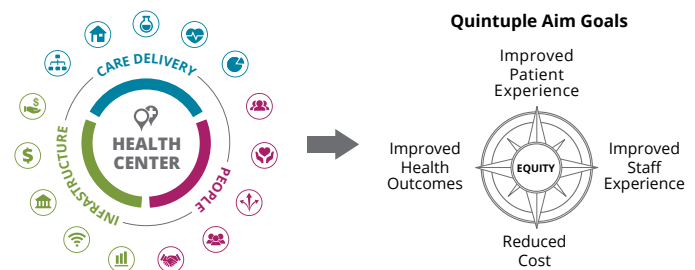 CARE DELIVERY
INFRASTRUCTURE
PEOPLE
HEALTH
CENTER
$
$
Quintuple Aim Goals
Improved
Patient
Experience
Improved
Health
Outcomes
EQUITY
Improved
Staff
Experience
Reduced
Cost